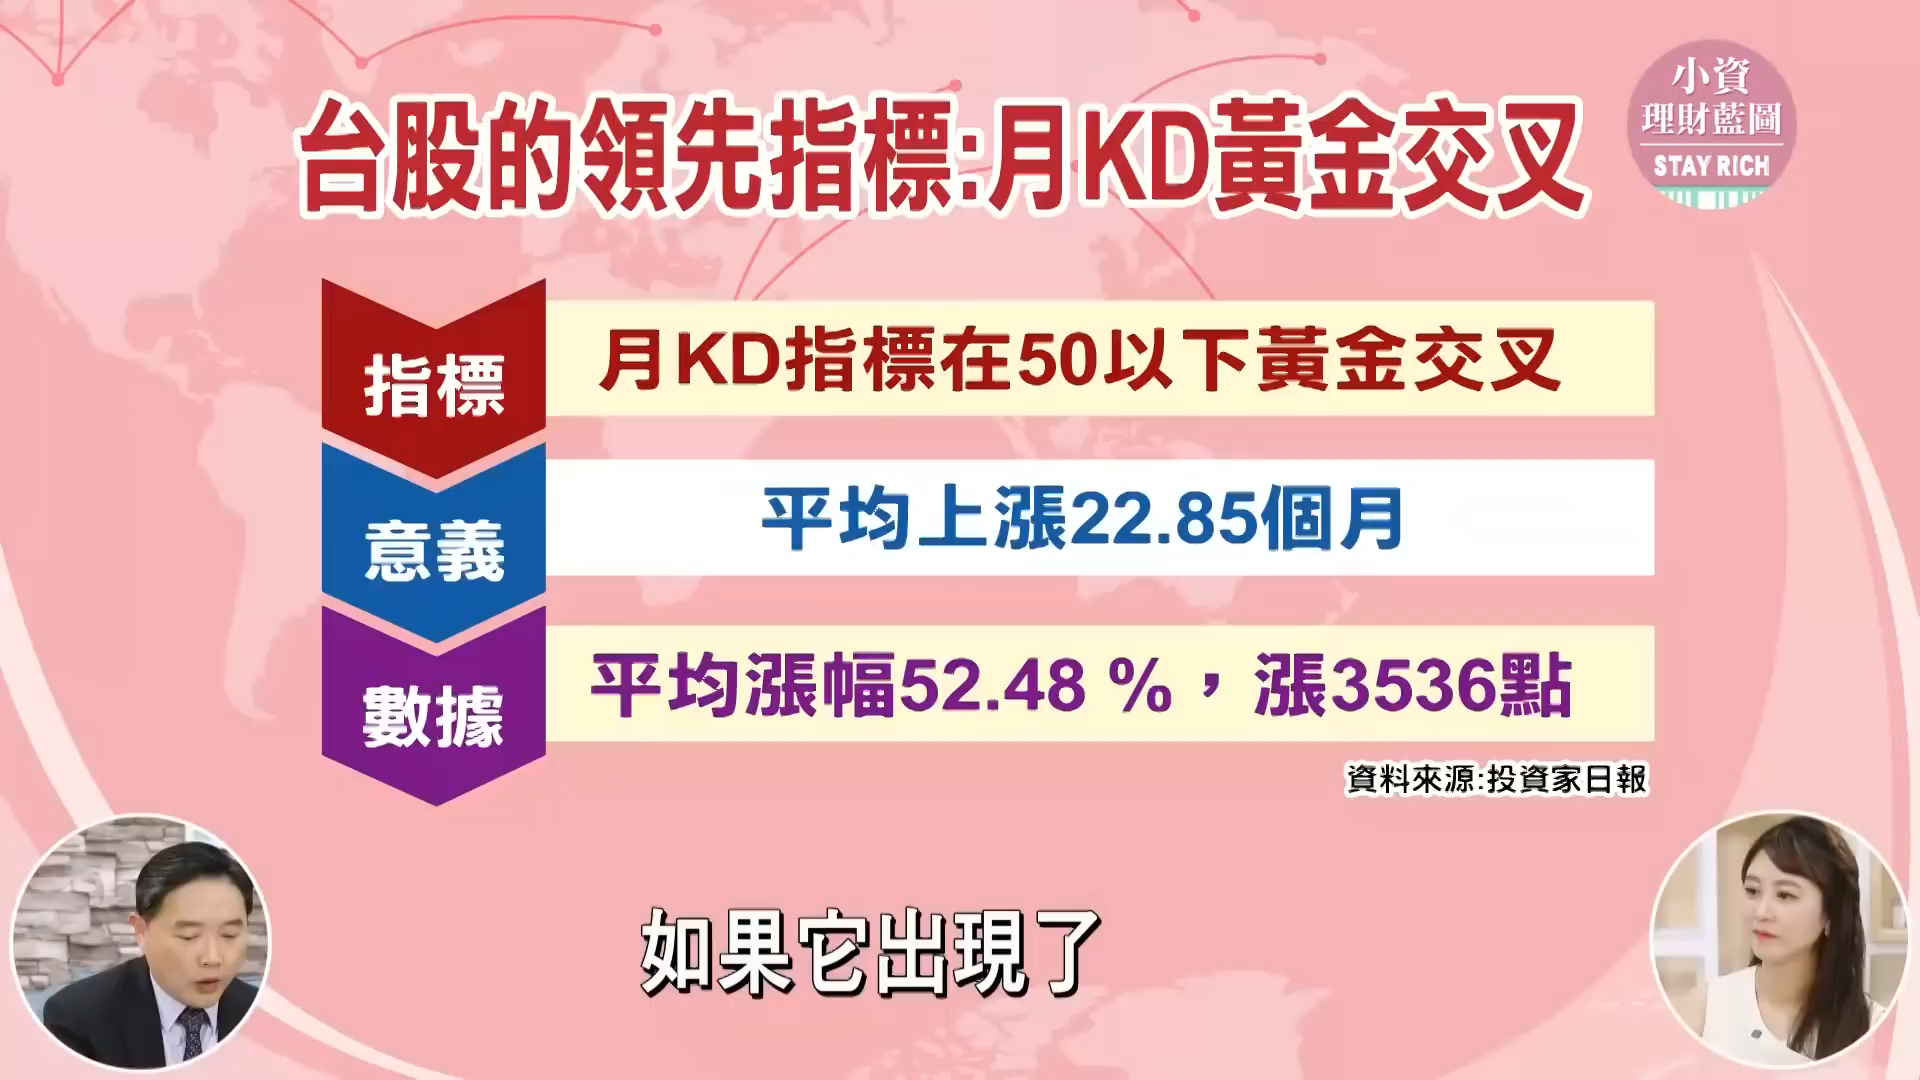 台股的領先指標:月KD黃金交叉
小資
理財藍圖
STAY RICH
指標
月KD指標在50以下黃金交叉
意義
平均上漲22.85個月
數據
平均漲幅52.48 %，漲3536點
資料來源:投資家日報
如果它出現了